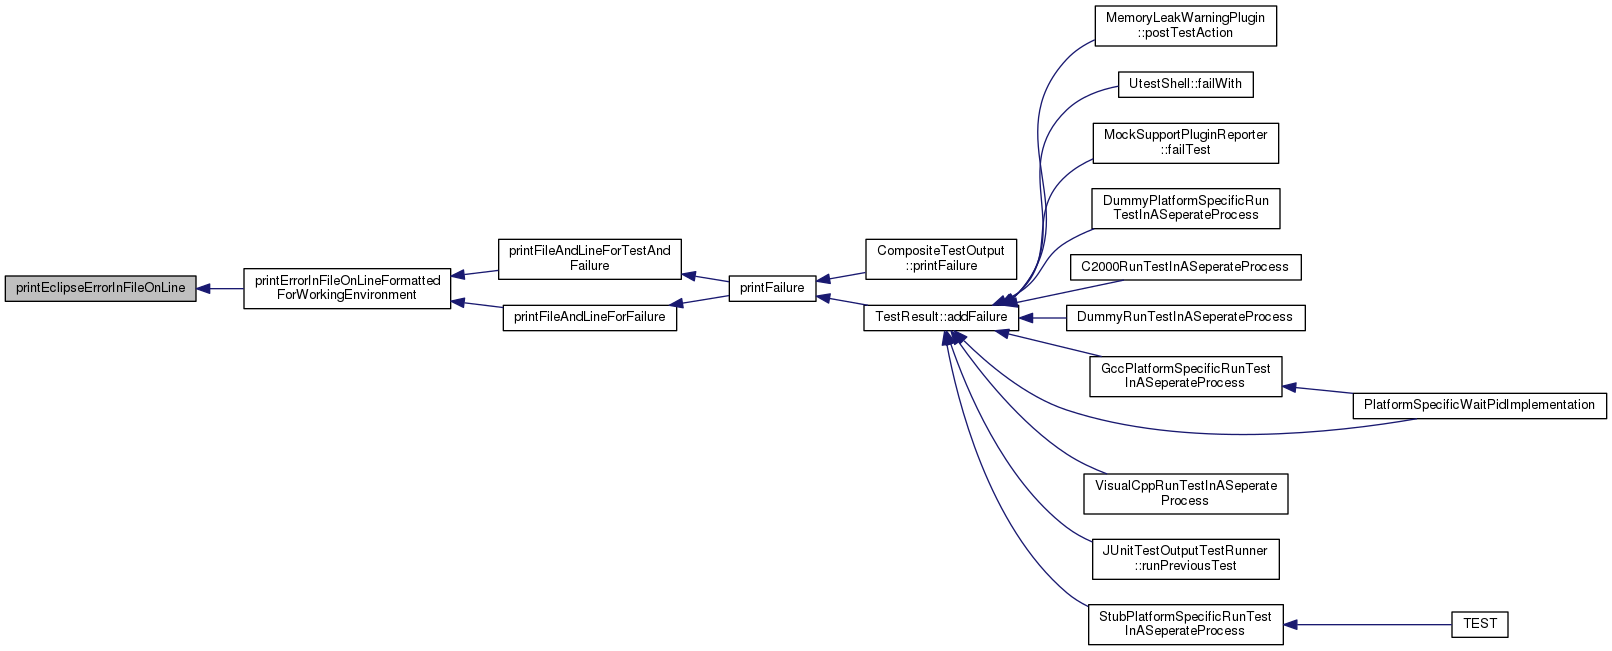 printEclipseErrorInFileOnLine
printErrorInFileOnLineFormatted
ForWorkingEnvironment
printFileAndLineForTestAnd
Failure
printFileAndLineForFailure
printFailure
CompositeTestOutput
::printFailure
TestResult::addFailure
MemoryLeakWarningPlugin
::postTestAction
UtestShell::failWith
MockSupportPluginReporter
::failTest
DummyPlatformSpecificRun
TestInASeperateProcess
C2000RunTestInASeperateProcess
DummyRunTestInASeperateProcess
GccPlatformSpecificRunTest
InASeperateProcess
PlatformSpecificWaitPidImplementation
VisualCppRunTestInASeperate
Process
JUnitTestOutputTestRunner
::runPreviousTest
StubPlatformSpecificRunTest
InASeperateProcess
TEST